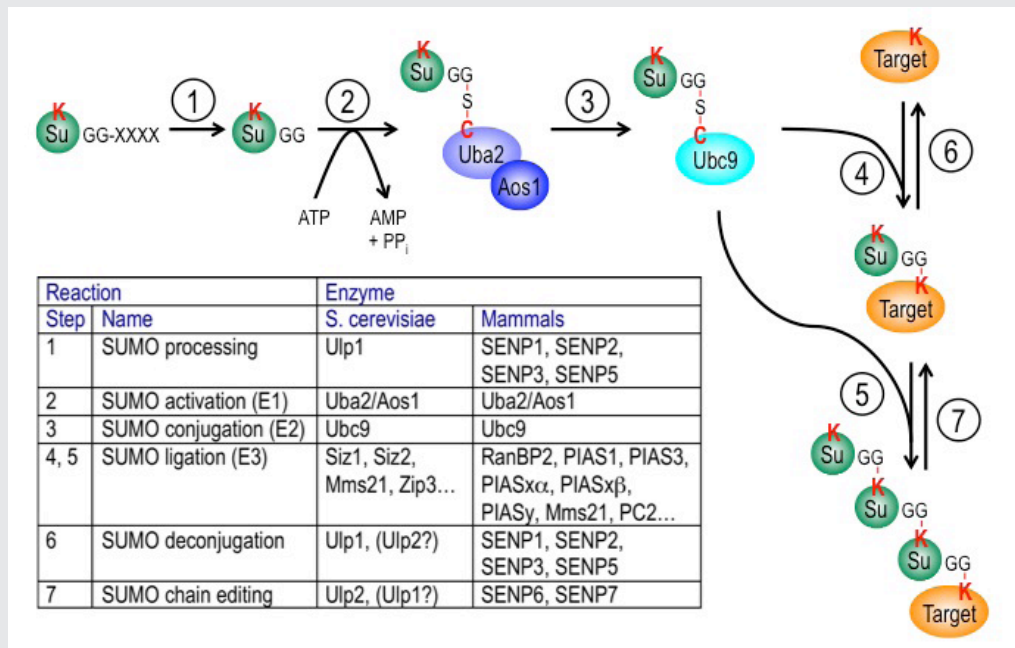 K
Su GG-XXXX
1
K
Su GG
2
ATP
AMP
+ PPi
K
Su GG
S
C
Uba2
Aos1
3
K
Su GG
S
C
Ubc9
K
Target
4
6
K
Su GG
K
Target
5
7
K
Su GG
K
Su GG
K
Su GG
K
Target
Reaction Enzyme
Step Name S. cerevisiae Mammals
1 SUMO processing Ulp1 SENP1, SENP2,
SENP3, SENP5
2 SUMO activation (E1) Uba2/Aos1 Uba2/Aos1
3 SUMO conjugation (E2) Ubc9 Ubc9
4, 5 SUMO ligation (E3) Siz1, Siz2, RanBP2, PIAS1, PIAS3,
Mms21, Zip3... PIASxα, PIASxβ,
PIASy, Mms21, PC2...
6 SUMO deconjugation Ulp1, (Ulp2?) SENP1, SENP2,
SENP3, SENP5
7 SUMO chain editing Ulp2, (Ulp1?) SENP6, SENP7